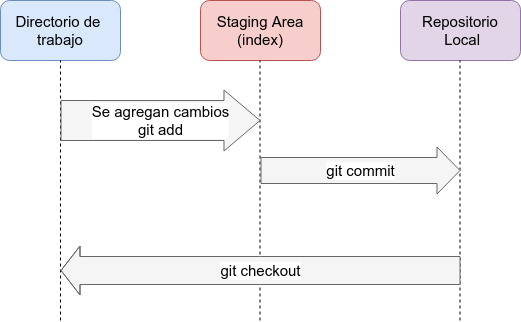 Directorio de
trabajo
Staging Area
(index)
Repositorio
Local
Se agregan cambios
git add
git commit
git checkout